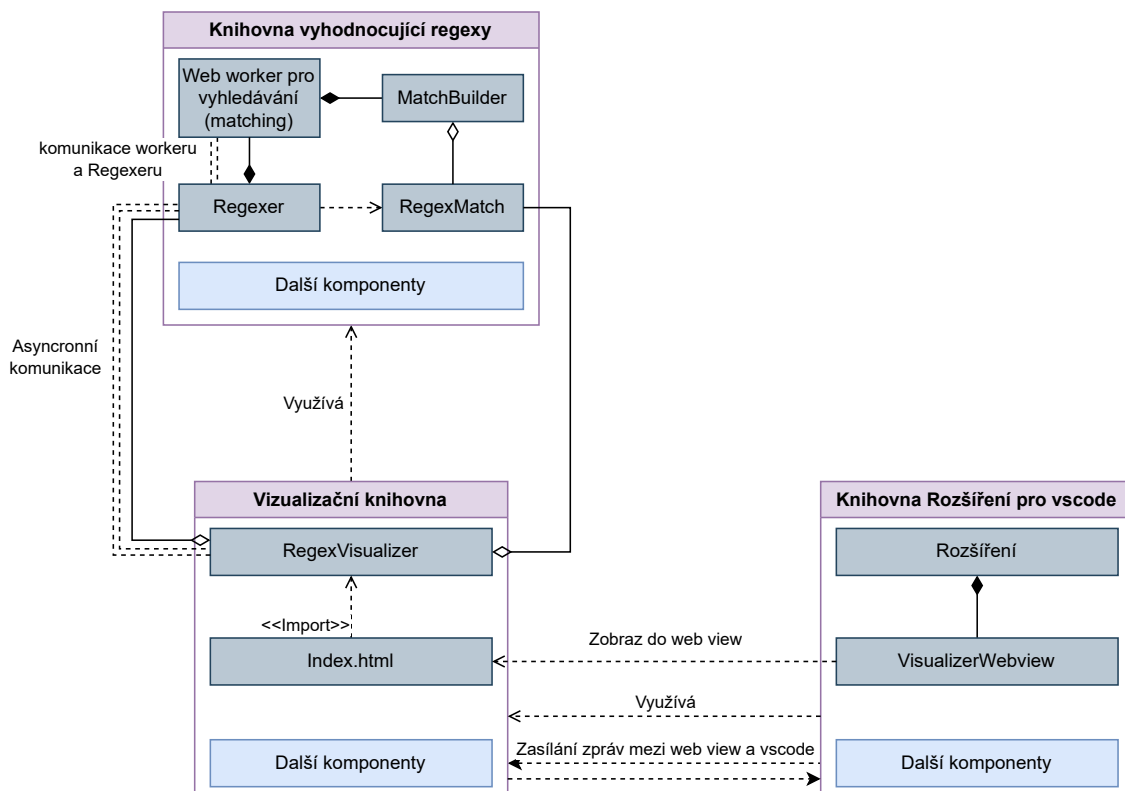 Knihovna vyhodnocující regexy
Web worker pro
vyhledávání
(matching)
MatchBuilder
komunikace workeru
a Regexeru
Regexer
RegexMatch
Další komponenty
Asyncronní
komunikace
Využívá
Vizualizační knihovna
RegexVisualizer
<<Import>>
Index.html
Další komponenty
Knihovna Rozšíření pro vscode
Rozšíření
Zobraz do web view
VisualizerWebview
Využívá
Zasílání zpráv mezi web view a vscode
Další komponenty